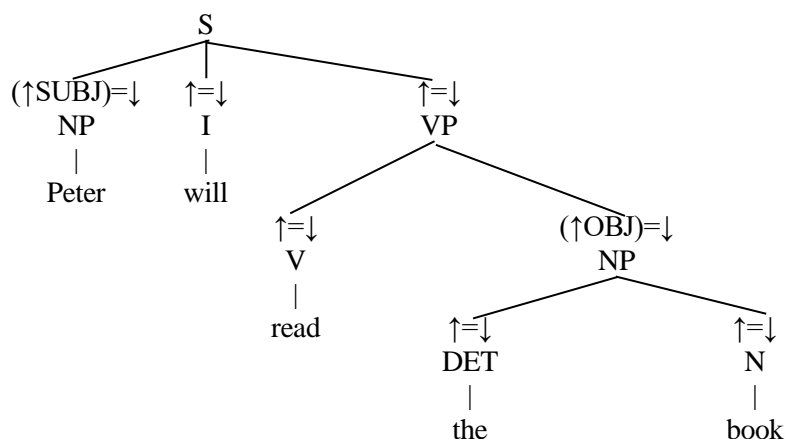 S
(↑SUBJ)=↓ ↑=↓ ↑=↓
NP I VP
| | 
Peter will
↑=↓ (↑OBJ)=↓
V NP
|
read
↑=↓ ↑=↓
DET N
| |
the book